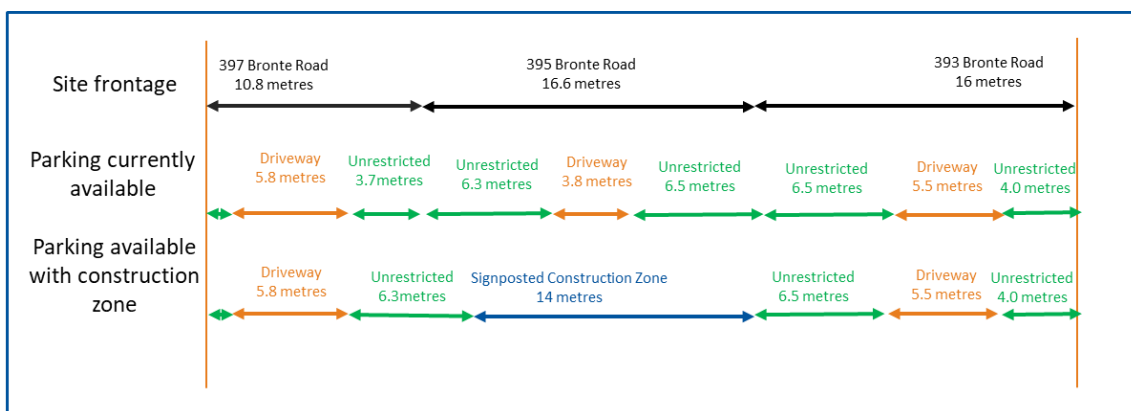 Site frontage
397 Bronte Road
10.8 metres
395 Bronte Road
16.6 metres
393 Bronte Road
16 metres
Parking currently
available
Driveway
5.8 metres
Unrestricted
3.7metres
Unrestricted
6.3 metres
Driveway
3.8 metres
Unrestricted
6.5 metres
Unrestricted
6.5 metres
Driveway
5.5 metres
Unrestricted
4.0 metres
Parking available
with construction
zone
Driveway
5.8 metres
Unrestricted
6.3metres
Signposted Construction Zone
14 metres
Unrestricted
6.5 metres
Driveway
5.5 metres
Unrestricted
4.0 metres